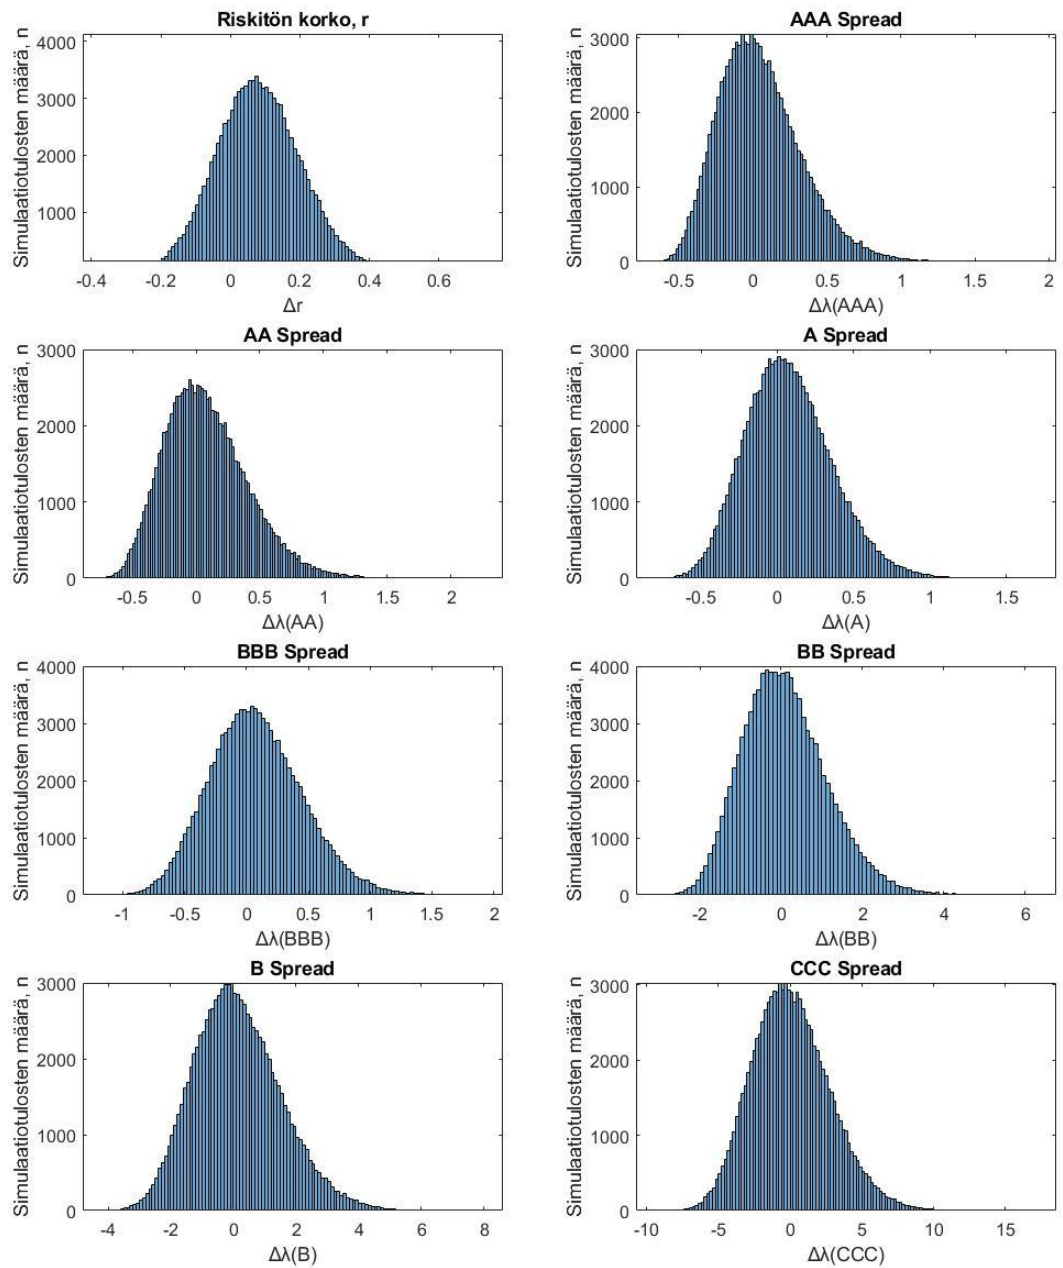 Riskitön korko, r
Simulaatiotulosten määrä, n
4000
3000
2000
1000
-0.4 -0.2 0 0.2 0.4 0.6
Δr
AAA Spread
Simulaatiotulosten määrä, n
3000
2000
1000
0
-0.5 0 0.5 1 1.5 2
Δλ(AAA)
AA Spread
Simulaatiotulosten määrä, n
3000
2000
1000
0
-0.5 0 0.5 1 1.5 2
Δλ(AA)
A Spread
Simulaatiotulosten määrä, n
3000
2000
1000
0
-0.5 0 0.5 1 1.5
Δλ(A)
BBB Spread
Simulaatiotulosten määrä, n
4000
3000
2000
1000
0
-1 -0.5 0 0.5 1 1.5 2
Δλ(BBB)
BB Spread
Simulaatiotulosten määrä, n
4000
3000
2000
1000
0
-2 0 2 4 6
Δλ(BB)
B Spread
Simulaatiotulosten määrä, n
3000
2000
1000
0
-4 -2 0 2 4 6 8
Δλ(B)
CCC Spread
Simulaatiotulosten määrä, n
3000
2000
1000
0
-10 -5 0 5 10 15
Δλ(CCC)